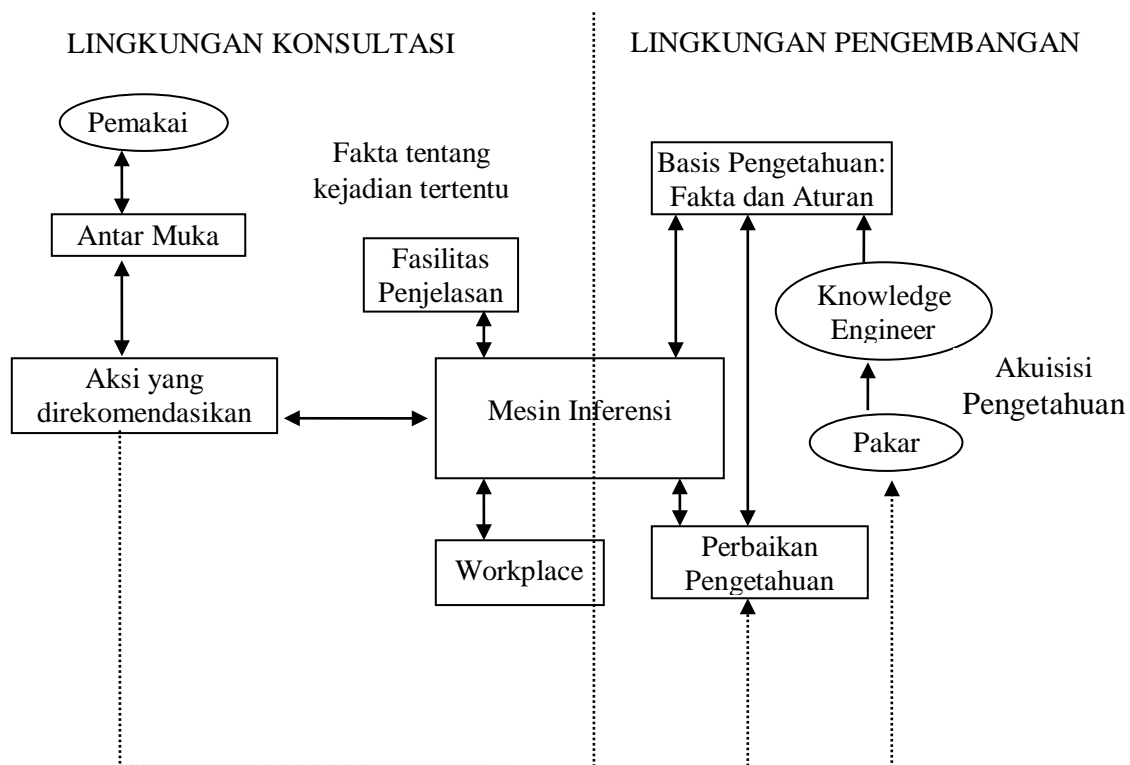 LINGKUNGAN KONSULTASI
LINGKUNGAN PENGEMBANGAN
Pemakai
Fakta tentang
kejadian tertentu
Basis Pengetahuan:
Fakta dan Aturan
Antar Muka
Fasilitas
Penjelasan
Knowledge
Engineer
Aksi yang
direkomendasikan
Mesin Inferensi
Akuisisi
Pengetahuan
Pakar
Workplace
Perbaikan
Pengetahuan